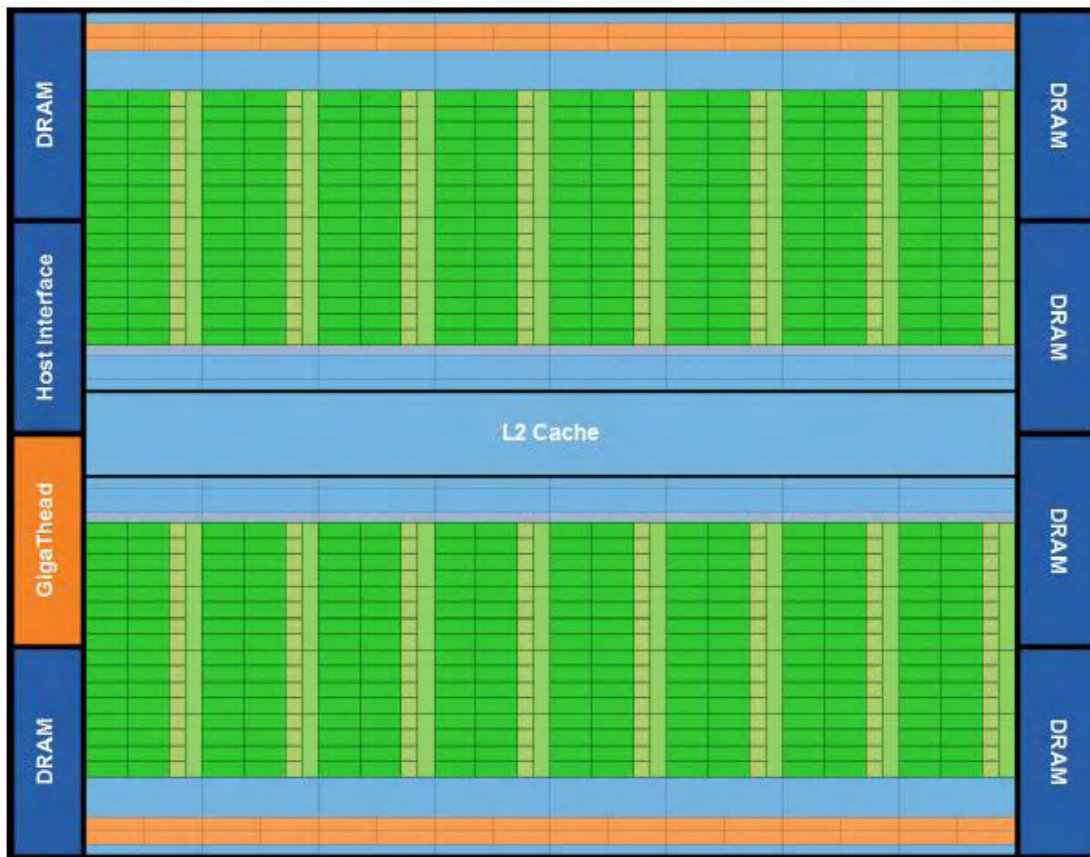 DRAM
Host Interface
GigaThead
DRAM
L2 Cache
DRAM
DRAM
DRAM
DRAM